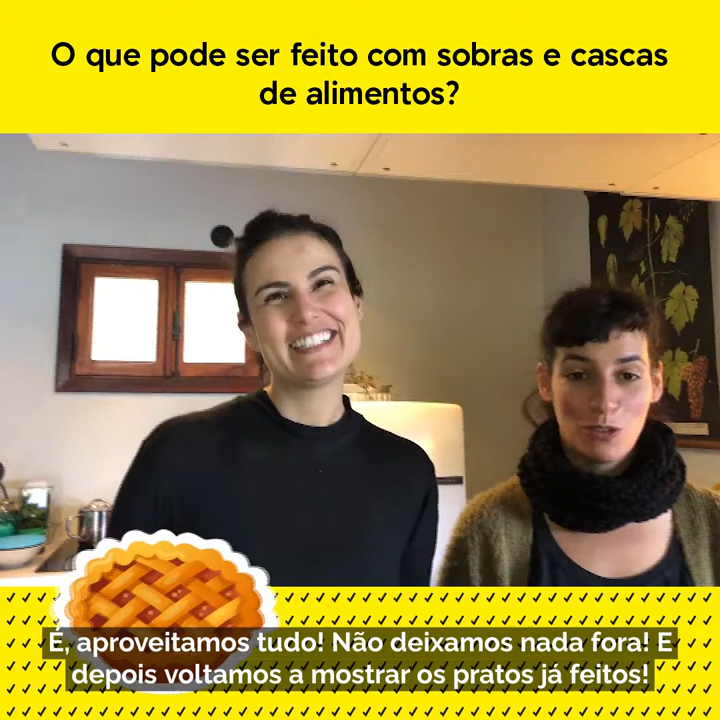 O que pode ser feito com sobras e cascas
de alimentos?
É, aproveitamos tudo! Não deixamos nada fora! E
depois voltamos a mostrar os pratos já feitos!